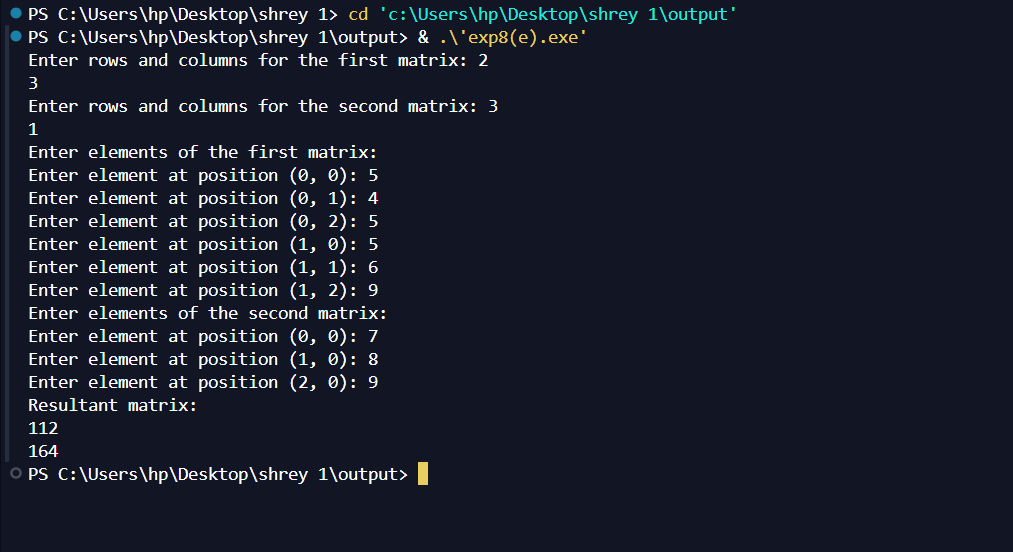 PS C:\Users\hp\Desktop\shrey 1> cd 'c:\Users\hp\Desktop\shrey 1\output'
PS C:\Users\hp\Desktop\shrey 1\output> & .\'exp8(e).exe'
Enter rows and columns for the first matrix: 2
3
Enter rows and columns for the second matrix: 3
1
Enter elements of the first matrix:
Enter element at position (0, 0): 5
Enter element at position (0, 1): 4
Enter element at position (0, 2): 5
Enter element at position (1, 0): 5
Enter element at position (1, 1): 6
Enter element at position (1, 2): 9
Enter elements of the second matrix:
Enter element at position (0, 0): 7
Enter element at position (1, 0): 8
Enter element at position (2, 0): 9
Resultant matrix:
112
164
PS C:\Users\hp\Desktop\shrey 1\output>